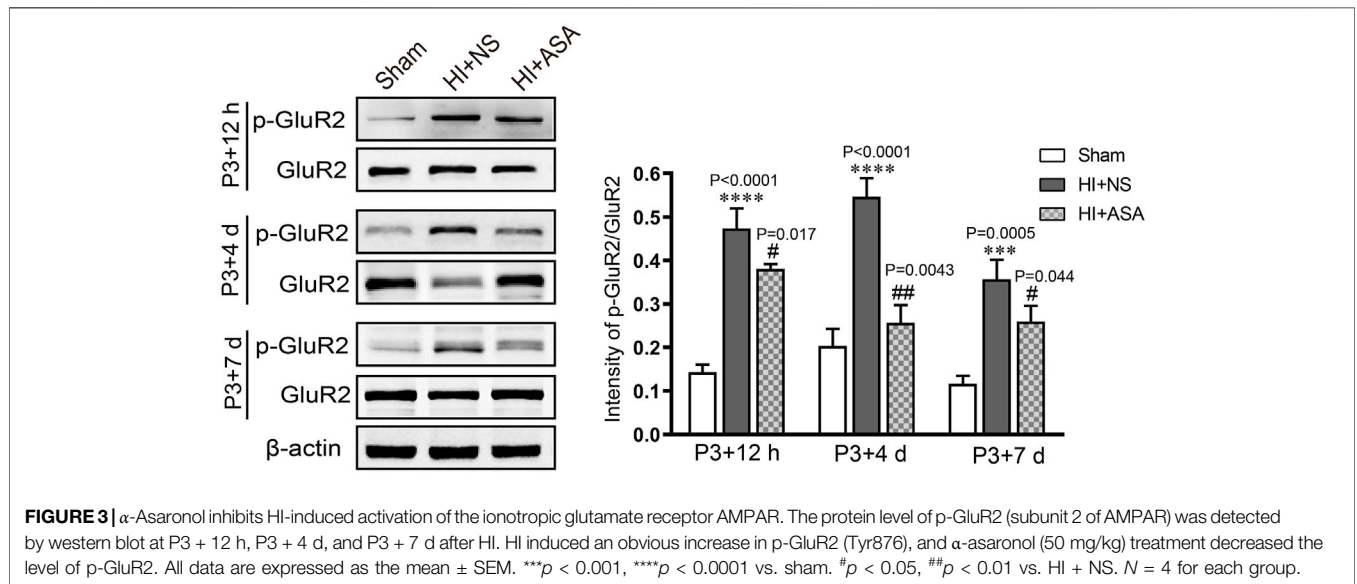 Sham HI+NS HI+ASA
P3+12 h
p-GluR2
GluR2
P3+4 d
p-GluR2
GluR2
P3+7 d
p-GluR2
GluR2
β-actin
Intensity of p-GluR2/GluR2
0.6
0.5
0.4
0.3
0.2
0.1
0.0
P<0.0001
****
P=0.017
#
P<0.0001
****
P=0.0043
##
P=0.0005
***
P=0.044
#
P3+12 h P3+4 d P3+7 d
Sham
HI+NS
HI+ASA
FIGURE 3 | α-Asaronol inhibits HI-induced activation of the ionotropic glutamate receptor AMPAR. The protein level of p-GluR2 (subunit 2 of AMPAR) was detected
by western blot at P3 + 12 h, P3 + 4 d, and P3 + 7 d after HI. HI induced an obvious increase in p-GluR2 (Tyr876), and α-asaronol (50 mg/kg) treatment decreased the
level of p-GluR2. All data are expressed as the mean ± SEM. ***p < 0.001, ****p < 0.0001 vs. sham. #p < 0.05, ##p < 0.01 vs. HI + NS. N = 4 for each group.